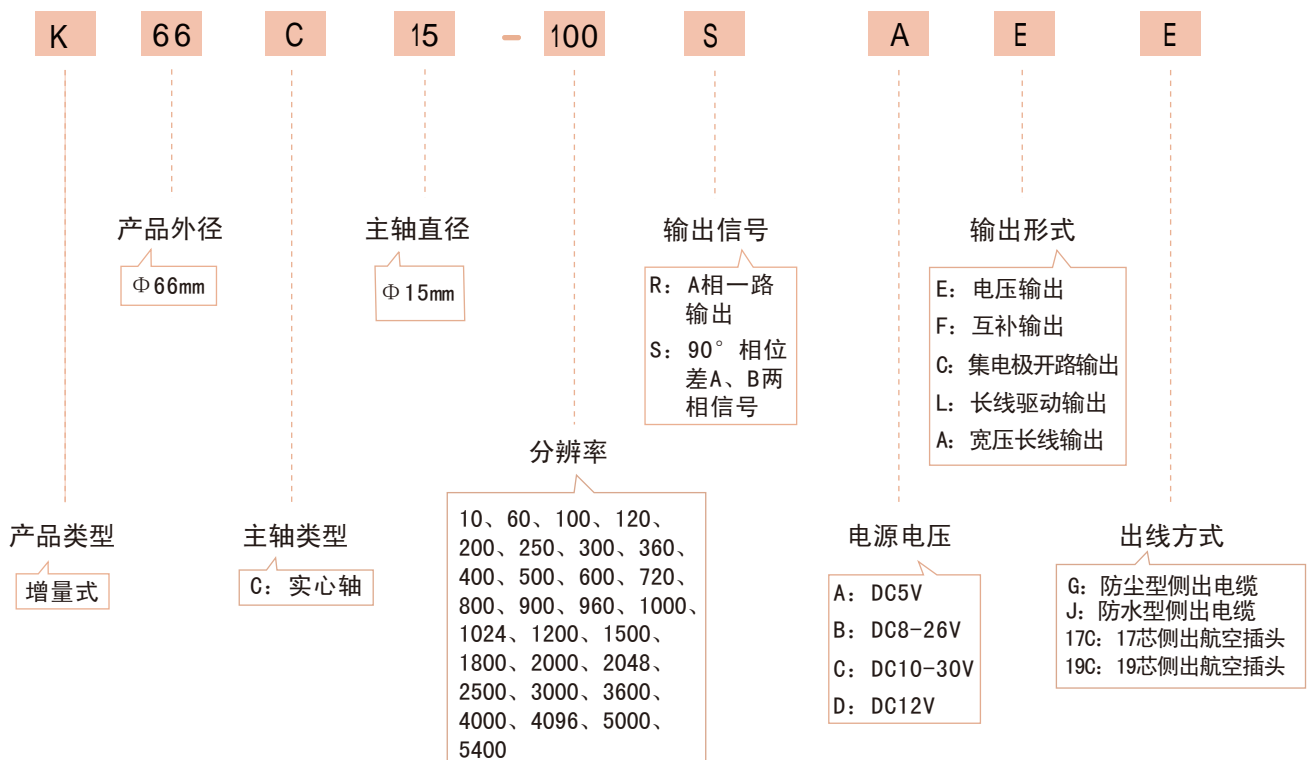 K 66 C 15 - 100 S A E E
产品外径
Φ66mm
主轴直径
Φ15mm
输出信号
R: A相一路
输出
S: 90°相位
差A、B两
相信号
输出形式
E: 电压输出
F: 互补输出
C: 集电极开路输出
L: 长线驱动输出
A: 宽压长线输出
产品类型
增量式
主轴类型
C: 实心轴
分辨率
10、60、100、120、
200、250、300、360、
400、500、600、720、
800、900、960、1000、
1024、1200、1500、
1800、2000、2048、
2500、3000、3600、
4000、4096、5000、
5400
电源电压
A: DC5V
B: DC8-26V
C: DC10-30V
D: DC12V
出线方式
G: 防尘型侧出电缆
J: 防水型侧出电缆
17C: 17芯侧出航空插头
19C: 19芯侧出航空插头